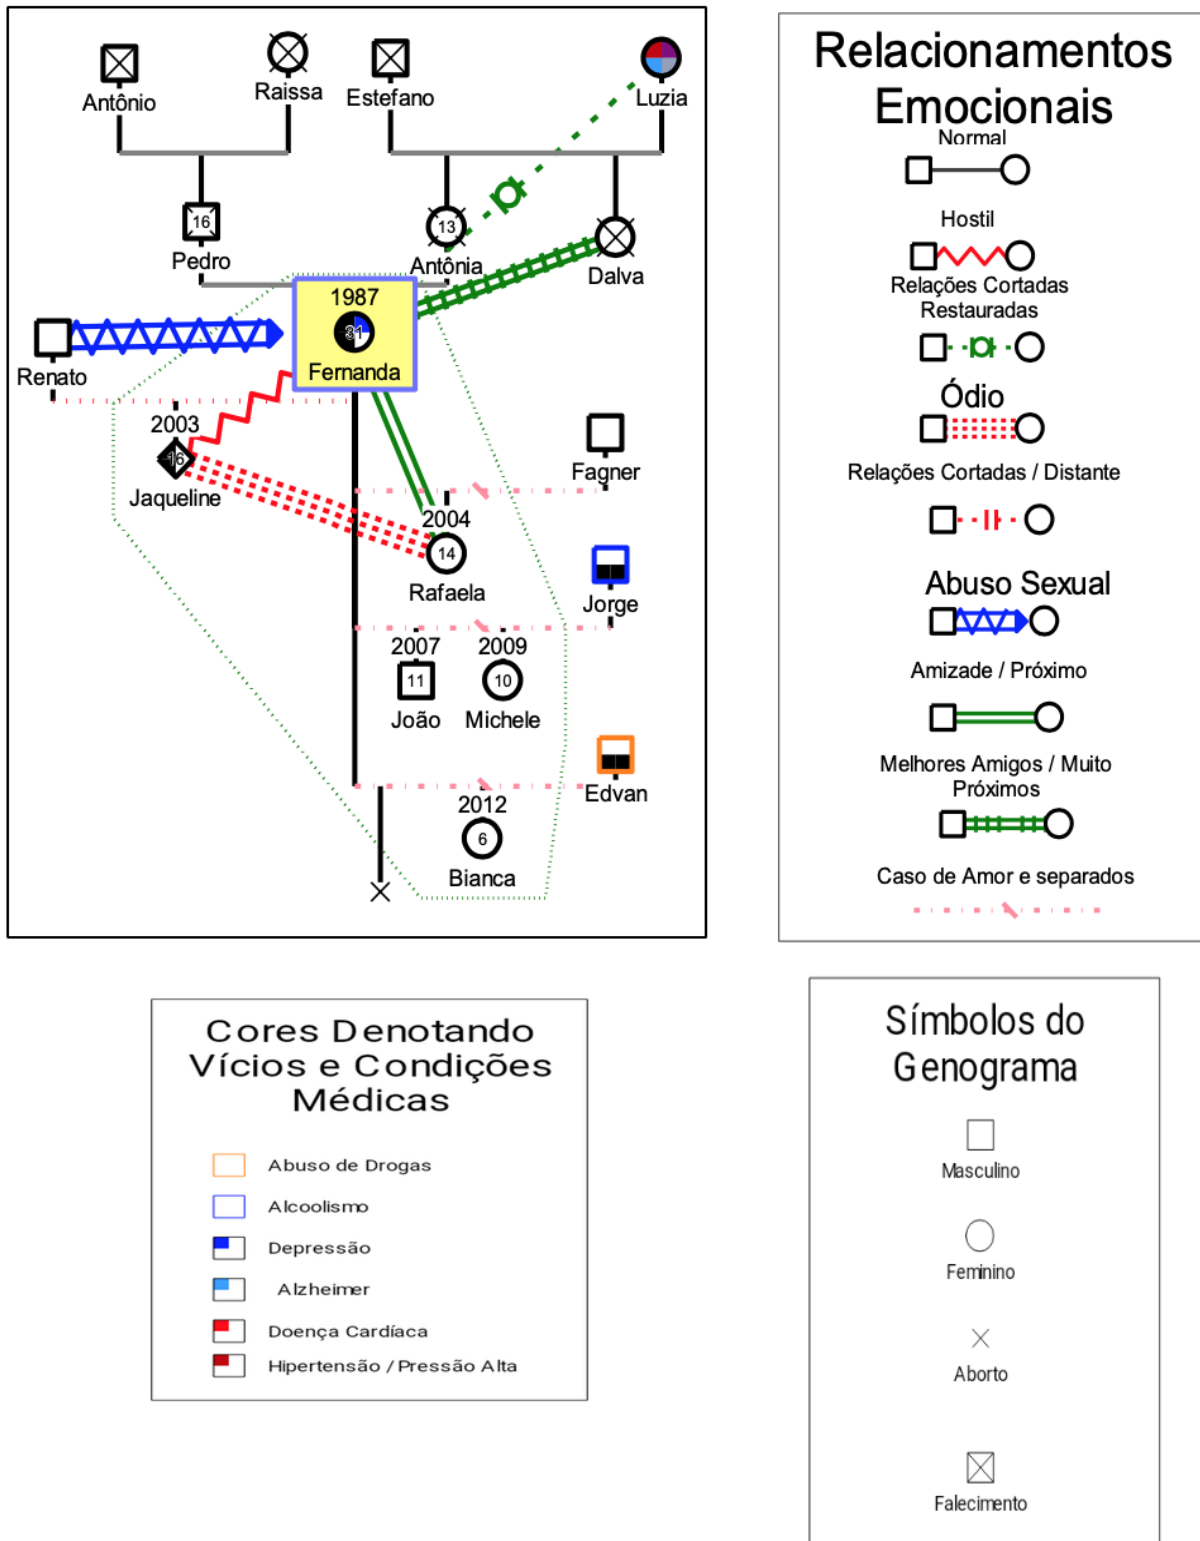 Antônio
Raissa
Estefano
Luzia
16
Pedro
13
Antônia
Dalva
1987
31
Fernanda
Renato
2003
16
Jaqueline
Fagner
2004
14
Rafaela
Jorge
2007
2009
11
10
João
Michele
Edvan
2012
6
Bianca
Relacionamentos
Emocionais
Normal
Hostil
Relações Cortadas
Restauradas
Ódio
Relações Cortadas / Distante
Abuso Sexual
Amizade / Próximo
Melhores Amigos / Muito
Próximos
Caso de Amor e separados
Cores Denotando
Vícios e Condições
Médicas
Abuso de Drogas
Alcoolismo
Depressão
Alzheimer
Doença Cardíaca
Hipertensão / Pressão Alta
Símbolos do
Genograma
Masculino
Feminino
Aborto
Falecimento